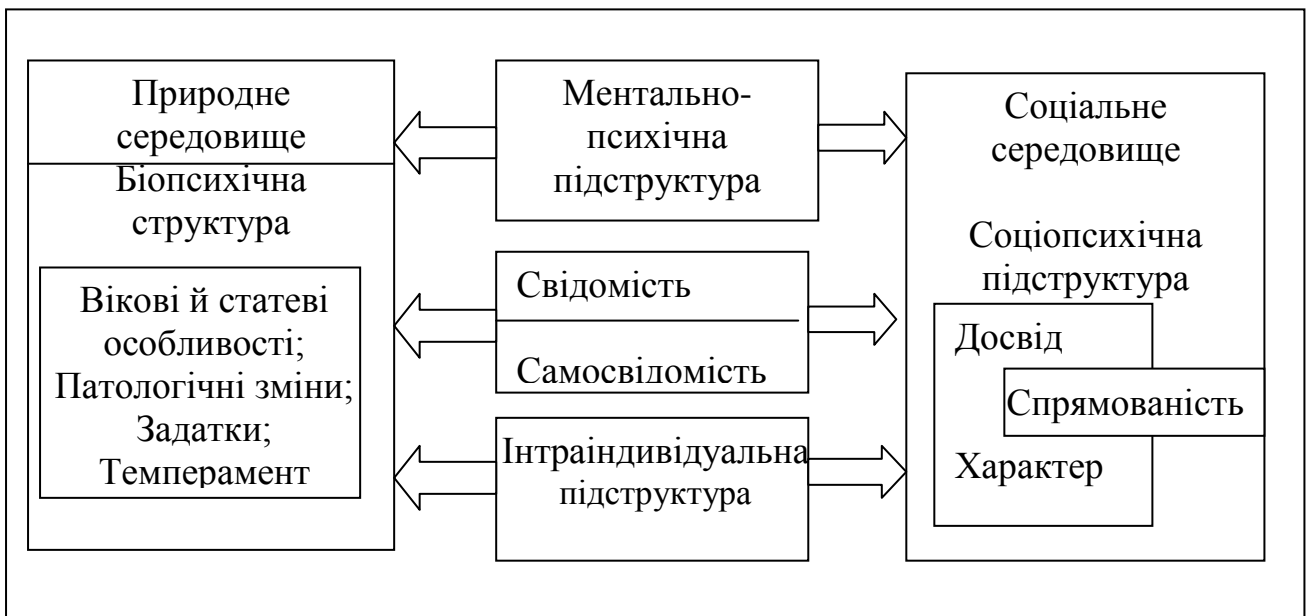 Природне
середовище
Біопсихічна
структура
Вікові й статеві
особливості;
Патологічні зміни;
Задатки;
Темперамент
Ментально-
психічна
підструктура
Свідомість
Самосвідомість
Інтраіндивідуальна
підструктура
Соціальне
середовище
Соціопсихічна
підструктура
Досвід
Спрямованість
Характер